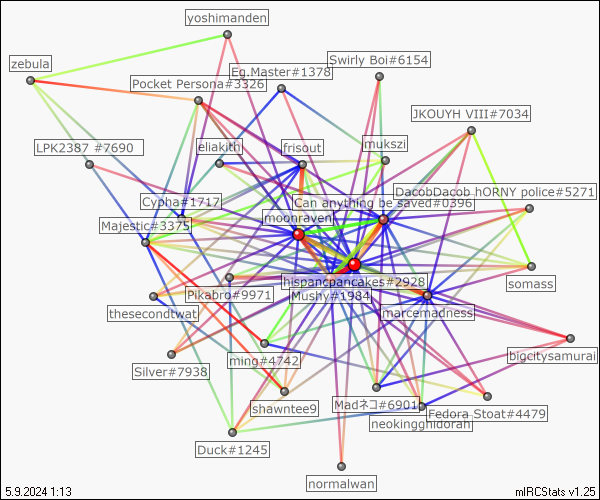 yoshimanden
zebula
Swirly Boi#6154
Eg.Master#1378
Pocket Persona#3326
JKOUYH VIII#7034
LPK2387 #7690
eliakith
frisout
mukszi
DacobDacob hORNY police#5271
Cypha#1717
Can anything be saved#0396
moonraven
Majestic#3375
hispancpancakes#2928
somass
Pikabro#9971
Mushy#1984
thesecondtwat
marcemadness
bigcitysamurai
ming#4742
Silver#7938
shawntee9
Madネコ#6901
Fedora Stoat#4479
neokingghidorah
Duck#1245
normalwan
5.9.2024 1:13
mIRCStats v1.25